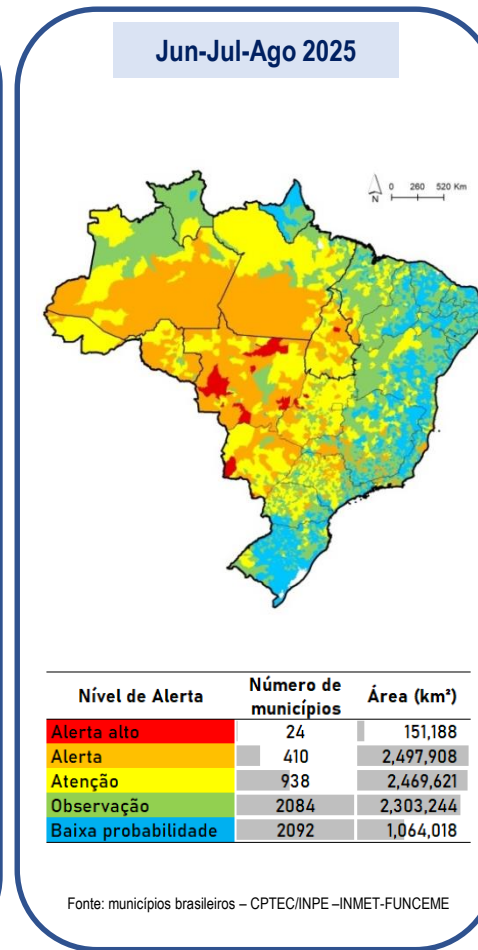 Jun-Jul-Ago 2025
N
0 260 520 Km
Nível de Alerta Número de municípios Área (km²)
Alerta alto 24 151,188
Alerta 410 2,497,908
Atenção 938 2,469,621
Observação 2084 2,303,244
Baixa probabilidade 2092 1,064,018
Fonte: municípios brasileiros – CPTEC/INPE –INMET-FUNCEME